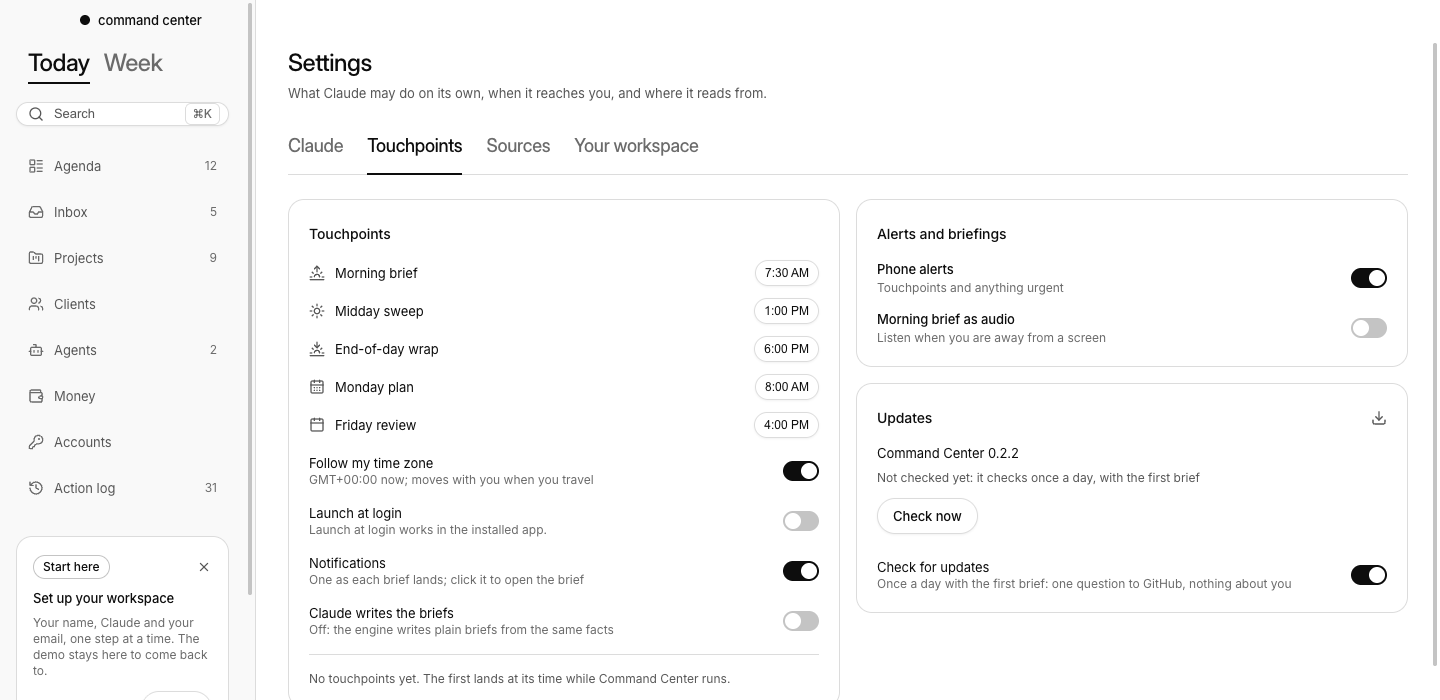 command center
Today Week
Search ⌘K
Agenda 12
Inbox 5
Projects 9
Clients
Agents 2
Money
Accounts
Action log 31
Start here
Set up your workspace
Your name, Claude and your
email, one step at a time. The
demo stays here to come back
to.
Settings
What Claude may do on its own, when it reaches you, and where it reads from.
Claude Touchpoints Sources Your workspace
Touchpoints
Morning brief 7:30 AM
Midday sweep 1:00 PM
End-of-day wrap 6:00 PM
Monday plan 8:00 AM
Friday review 4:00 PM
Follow my time zone
GMT+00:00 now; moves with you when you travel
Launch at login
Launch at login works in the installed app.
Notifications
One as each brief lands; click it to open the brief
Claude writes the briefs
Off: the engine writes plain briefs from the same facts
No touchpoints yet. The first lands at its time while Command Center runs.
Alerts and briefings
Phone alerts
Touchpoints and anything urgent
Morning brief as audio
Listen when you are away from a screen
Updates
Command Center 0.2.2
Not checked yet: it checks once a day, with the first brief
Check now
Check for updates
Once a day with the first brief: one question to GitHub, nothing about you